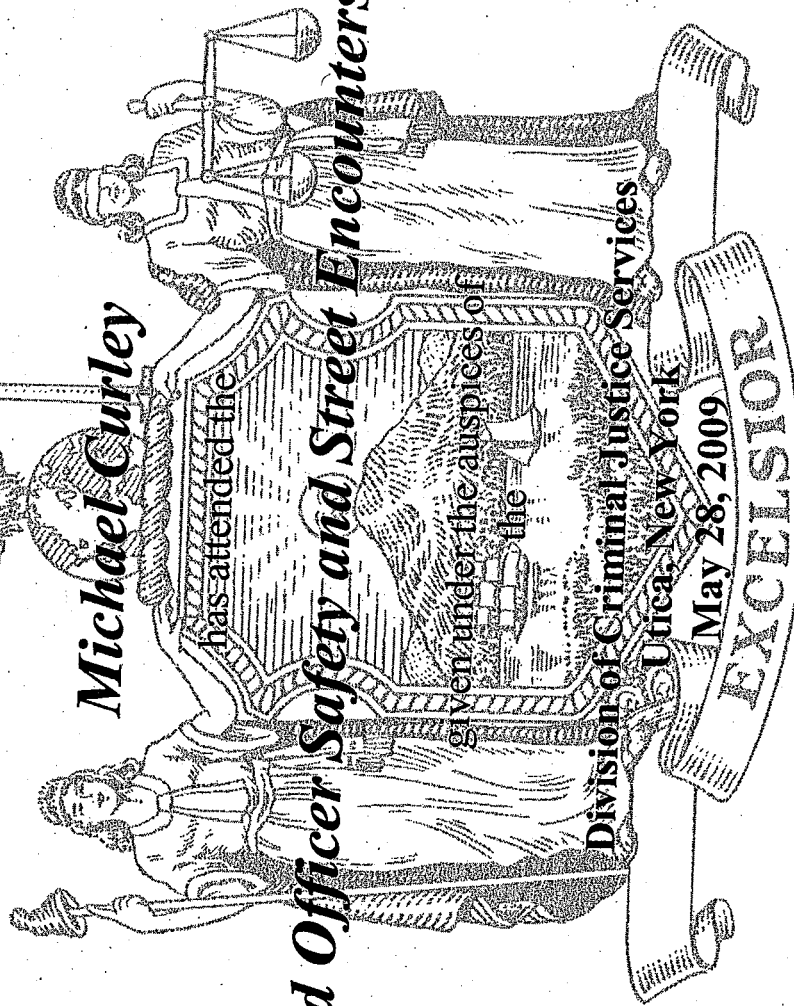 Michael Curley
has attended the
d Officer Safety and Street Encounters
given under the auspices of
the
Division of Criminal Justice Services
Utica, New York
May 28, 2009
EXCELSIOR